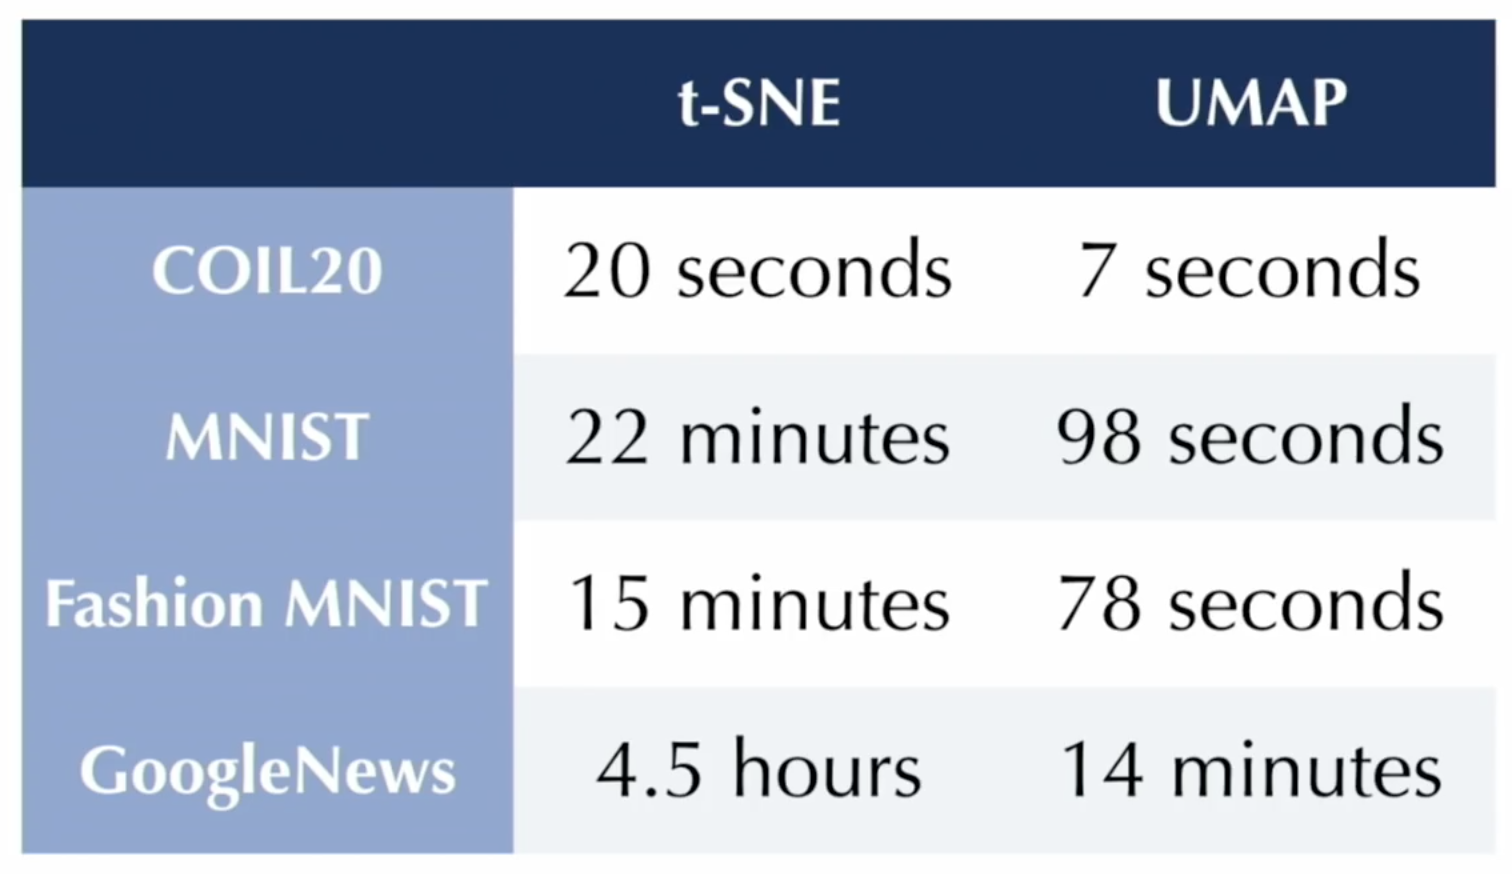 t-SNE UMAP
COIL20 20 seconds 7 seconds
MNIST 22 minutes 98 seconds
Fashion MNIST 15 minutes 78 seconds
GoogleNews 4.5 hours 14 minutes